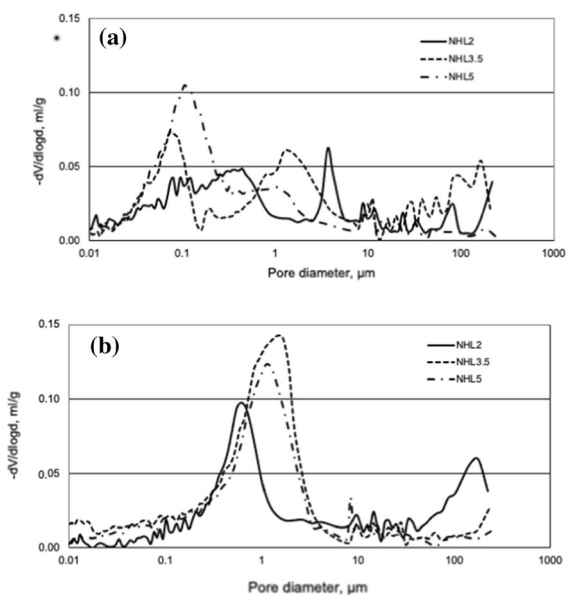 (a)
0.15
0.10
0.05
0.00
-dV/dlogd, ml/g
NHL2
NHL3.5
NHL5
0.01 0.1 1 10 100 1000
Pore diameter, µm
(b)
0.15
0.10
0.05
0.00
-dV/dlogd, ml/g
NHL2
NHL3.5
NHL5
0.01 0.1 1 10 100 1000
Pore diameter, µm